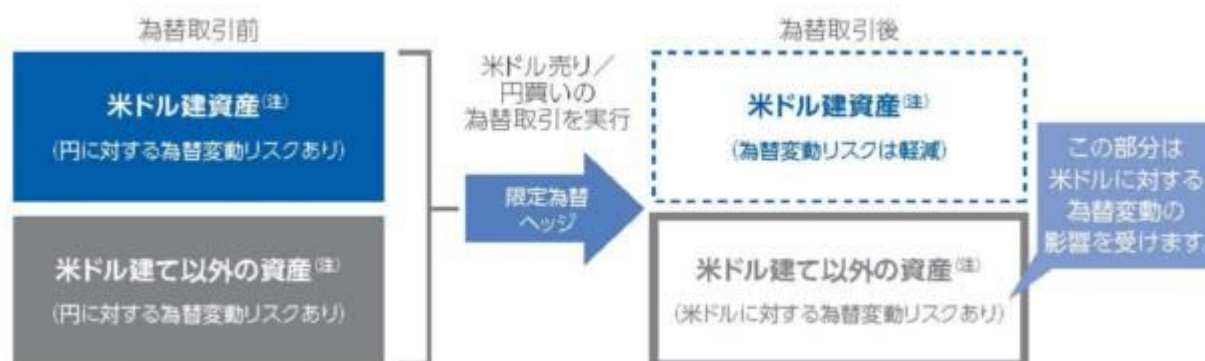 為替取引前
米ドル建資産(注)
(円に対する為替変動リスクあり)
米ドル建て以外の資産(注)
(円に対する為替変動リスクあり)
米ドル売り/
円買いの
為替取引を実行
限定為替
ヘッジ
為替取引後
米ドル建資産(注)
(為替変動リスクは軽減)
米ドル建て以外の資産(注)
(米ドルに対する為替変動リスクあり)
この部分は
米ドルに対する
為替変動の
影響を受けます